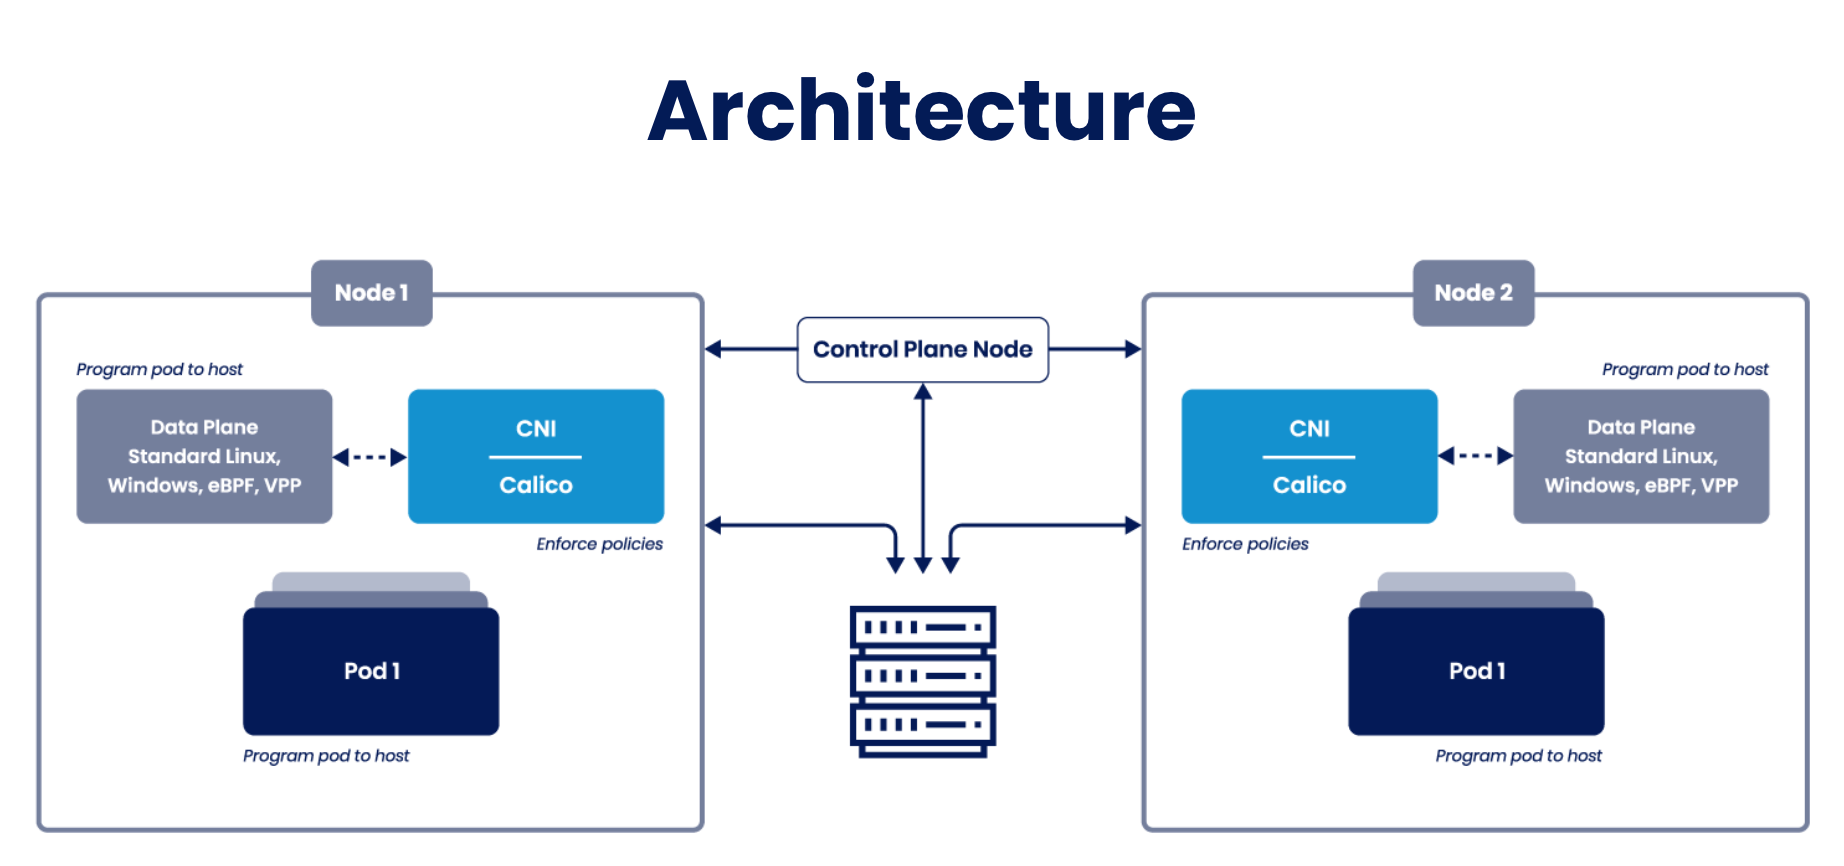 Architecture
Node 1
Program pod to host
Data Plane
Standard Linux,
Windows, eBPF, VPP
CNI
Calico
Enforce policies
Pod 1
Program pod to host
Control Plane Node
Node 2
Program pod to host
CNI
Calico
Data Plane
Standard Linux,
Windows, eBPF, VPP
Enforce policies
Pod 1
Program pod to host